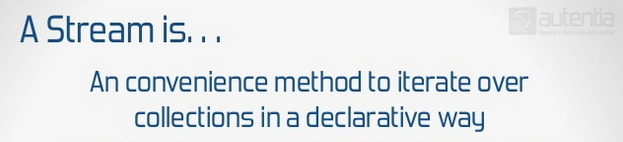 A Stream is...
autentia
An convenience method to iterate over
collections in a declarative way